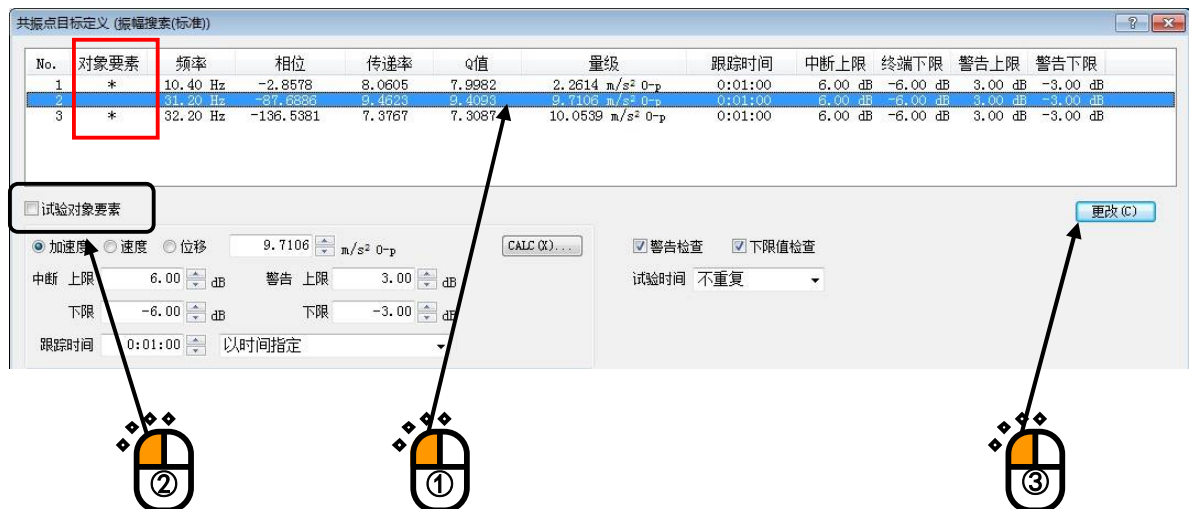 共振点目标定义 (振幅搜索(标准))
No. 对象要素 频率 相位 传递率 Q值 量级 跟踪时间 中断上限 终端下限 警告上限 警告下限
1 * 10.40 Hz -2.8578 8.0605 7.9982 2.2614 m/s² 0-p 0:01:00 6.00 dB -6.00 dB 3.00 dB -3.00 dB
2 31.20 Hz -87.6886 9.4623 9.4093 9.7106 m/s² 0-p 0:01:00 6.00 dB -6.00 dB 3.00 dB -3.00 dB
3 * 32.20 Hz -136.5381 7.3767 7.3087 10.0539 m/s² 0-p 0:01:00 6.00 dB -6.00 dB 3.00 dB -3.00 dB
试验对象要素 更改(C)
加速度 速度 位移 9.7106 m/s² 0-p CALC(X)... 警告检查 下限值检查
中断 上限 6.00 dB 警告 上限 3.00 dB 试验时间 不重复
下限 -6.00 dB 下限 -3.00 dB
跟踪时间 0:01:00 以时间指定
② ① ③